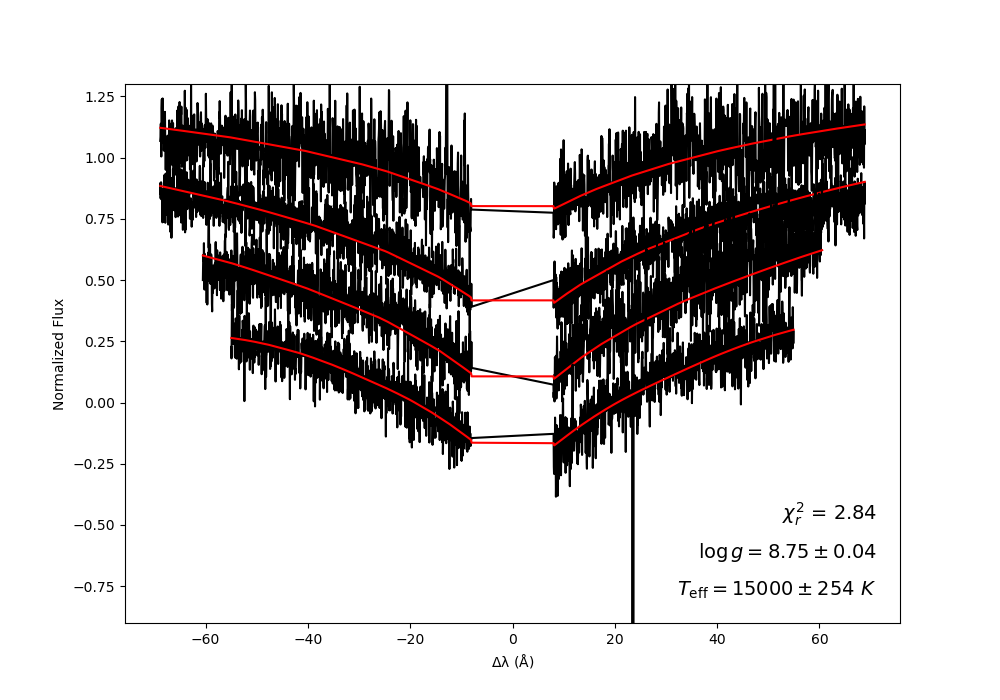 1.25
1.00
0.75
0.50
0.25
0.00
−0.25
−0.50
−0.75
Normalized Flux
χ²ᵣ = 2.84
log g = 8.75 ± 0.04
T_eff = 15000 ± 254 K
−60 −40 −20 0 20 40 60
Δλ (Å)